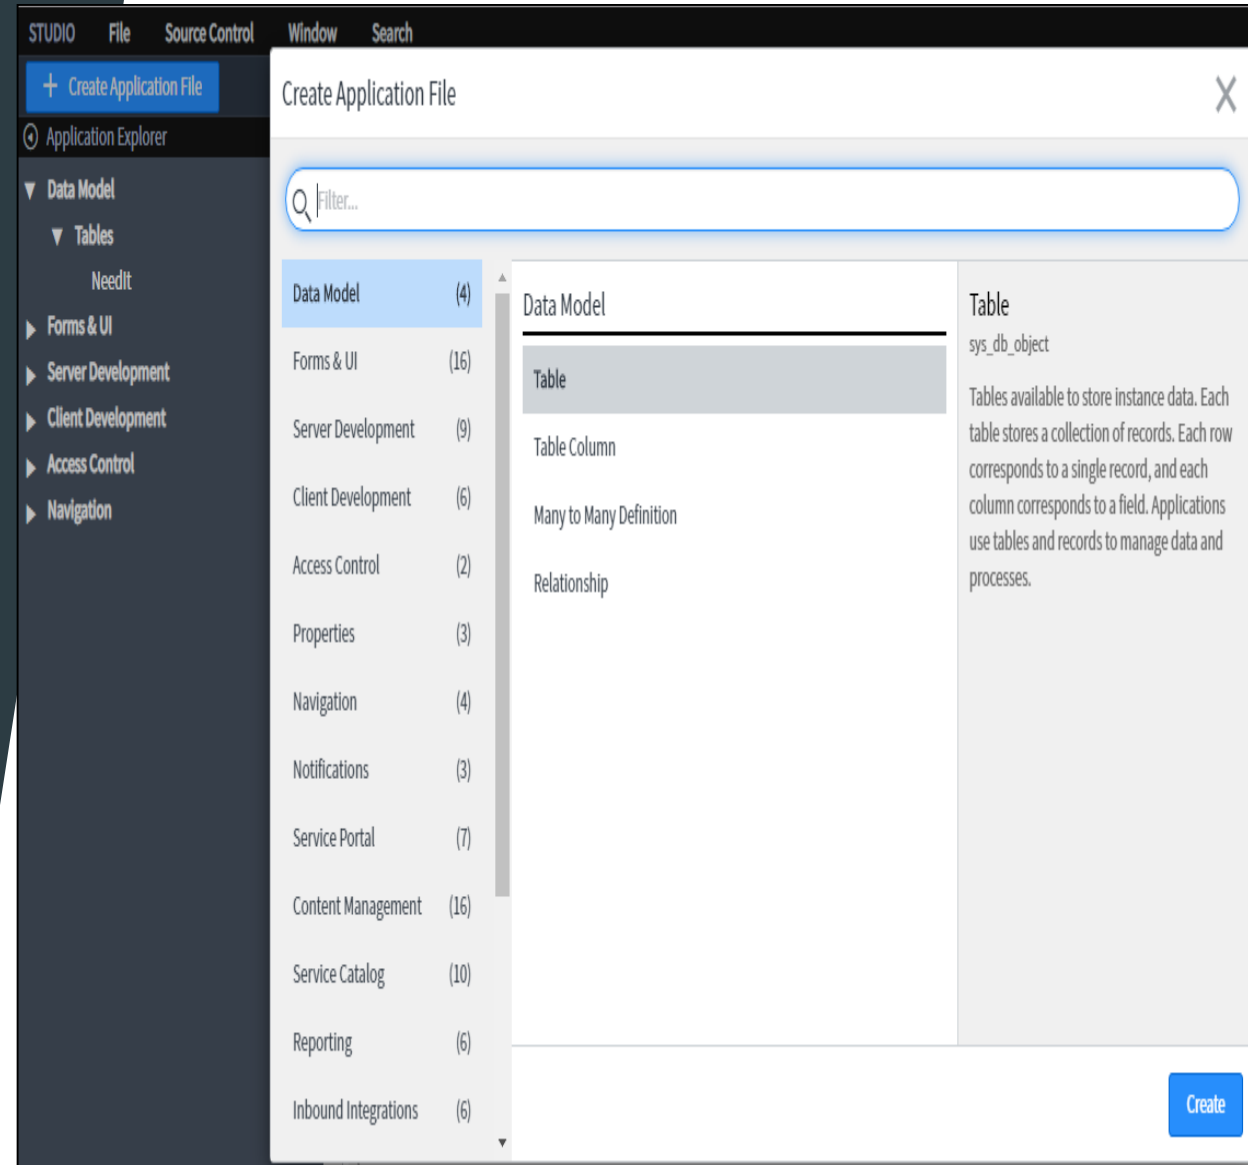 STUDIO File Source Control Window Search
+ Create Application File
Application Explorer
Data Model
Tables
NeedIt
Forms & UI
Server Development
Client Development
Access Control
Navigation
Create Application File
Filter...
Data Model (4)
Forms & UI (16)
Server Development (9)
Client Development (6)
Access Control (2)
Properties (3)
Navigation (4)
Notifications (3)
Service Portal (7)
Content Management (16)
Service Catalog (10)
Reporting (6)
Inbound Integrations (6)
Data Model
Table
Table Column
Many to Many Definition
Relationship
Table
sys_db_object
Tables available to store instance data. Each
table stores a collection of records. Each row
corresponds to a single record, and each
column corresponds to a field. Applications
use tables and records to manage data and
processes.
Create